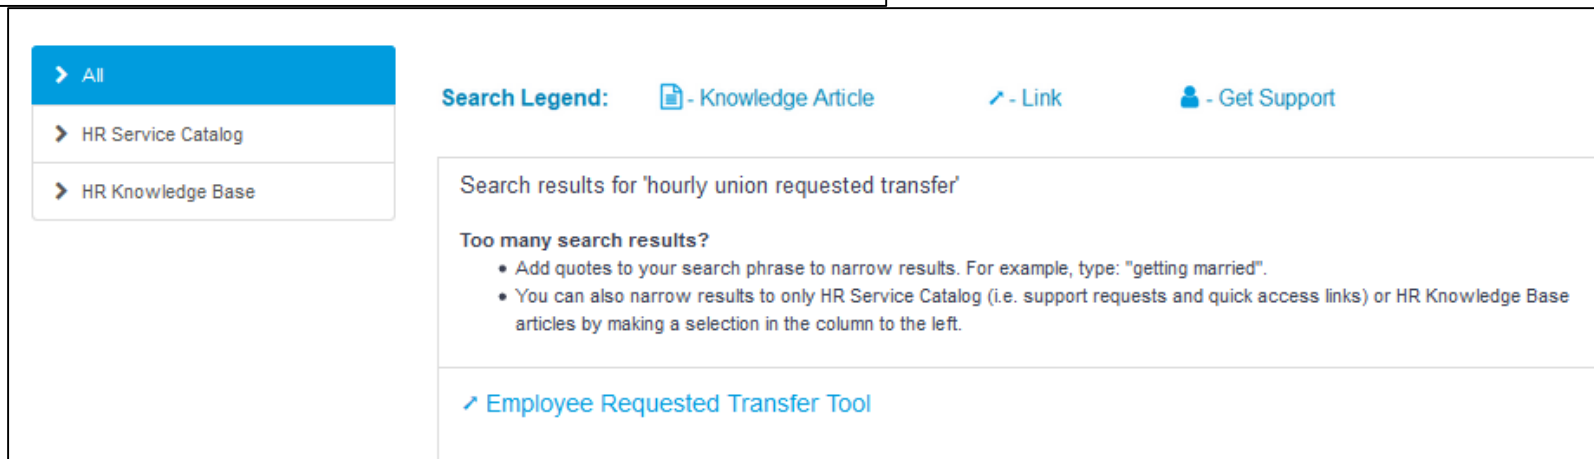 All
HR Service Catalog
HR Knowledge Base
Search Legend: - Knowledge Article - Link - Get Support
Search results for 'hourly union requested transfer'
Too many search results?
• Add quotes to your search phrase to narrow results. For example, type: "getting married".
• You can also narrow results to only HR Service Catalog (i.e. support requests and quick access links) or HR Knowledge Base
articles by making a selection in the column to the left.
Employee Requested Transfer Tool